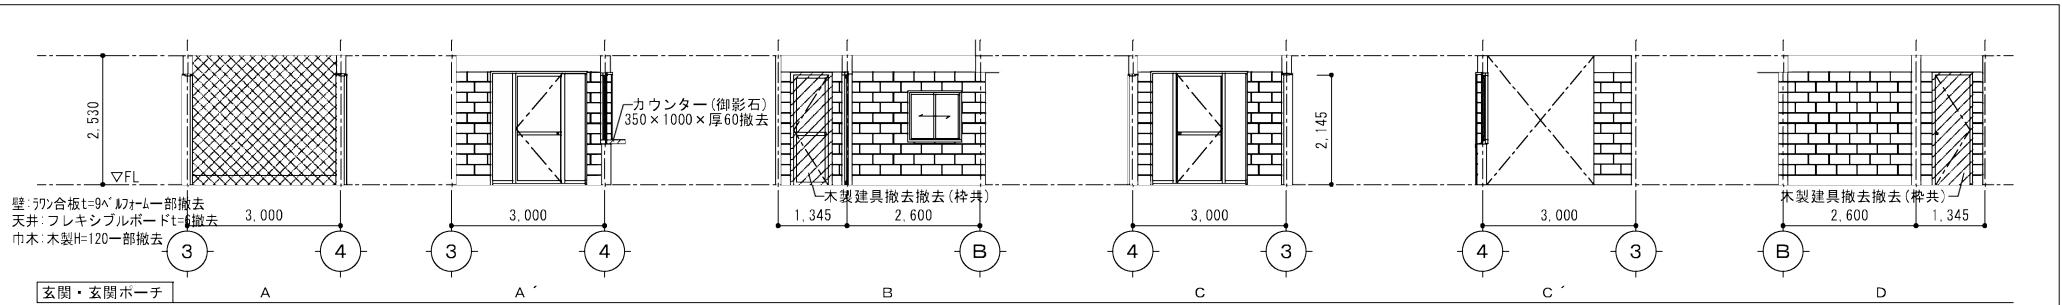 2,530
▽FL
壁:ラワン合板t=9ベルフォーム一部撤去
天井:フレキシブルボードt=6撤去
巾木:木製H=120一部撤去
3,000
3
4
3,000
3
4
カウンター(御影石)
350×1000×厚60撤去
木製建具撤去撤去(枠共)
1,345
2,600
B
3,000
4
3
2,145
3,000
4
3
木製建具撤去撤去(枠共)
2,600
1,345
B
玄関・玄関ポーチ
A
A´
B
C
C´
D